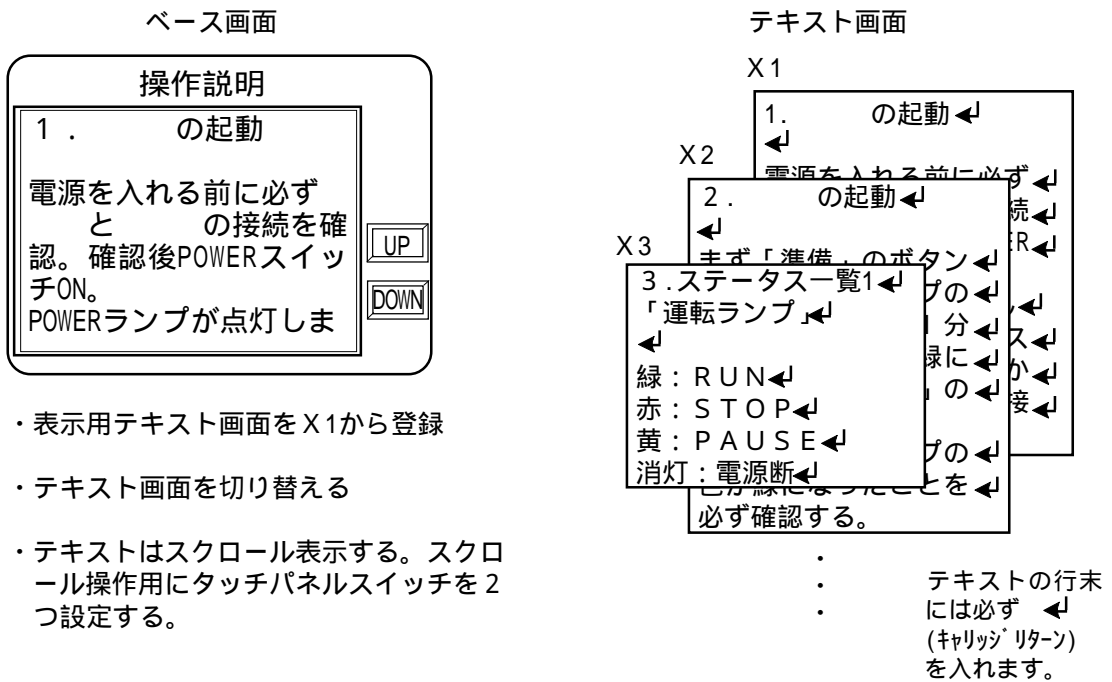 ベース画面
操作説明
1. の起動
電源を入れる前に必ず
と の接続を確
認。確認後POWERスイッ
チON。
POWERランプが点灯しま
UP
DOWN
・表示用テキスト画面をX1から登録
・テキスト画面を切り替える
・テキストはスクロール表示する。スクロ
ール操作用にタッチパネルスイッチを2
つ設定する。
テキスト画面
X1
1. の起動↵
↵
電源を入れる前に必ず↵
続↵
R↵
↵
ス↵
か↵
接↵
X2
2. の起動↵
↵
まず「準備」のボタン↵
プの↵
分↵
緑に↵
」の↵
プの↵
色が緑になったことを↵
必ず確認する。
X3
3.ステータス一覧1↵
「運転ランプ」↵
↵
緑:RUN↵
赤:STOP↵
黄:PAUSE↵
消灯:電源断↵
・
・
・
テキストの行末
には必ず ↵
(ｷｬﾘｯｼﾞﾘﾀｰﾝ)
を入れます。